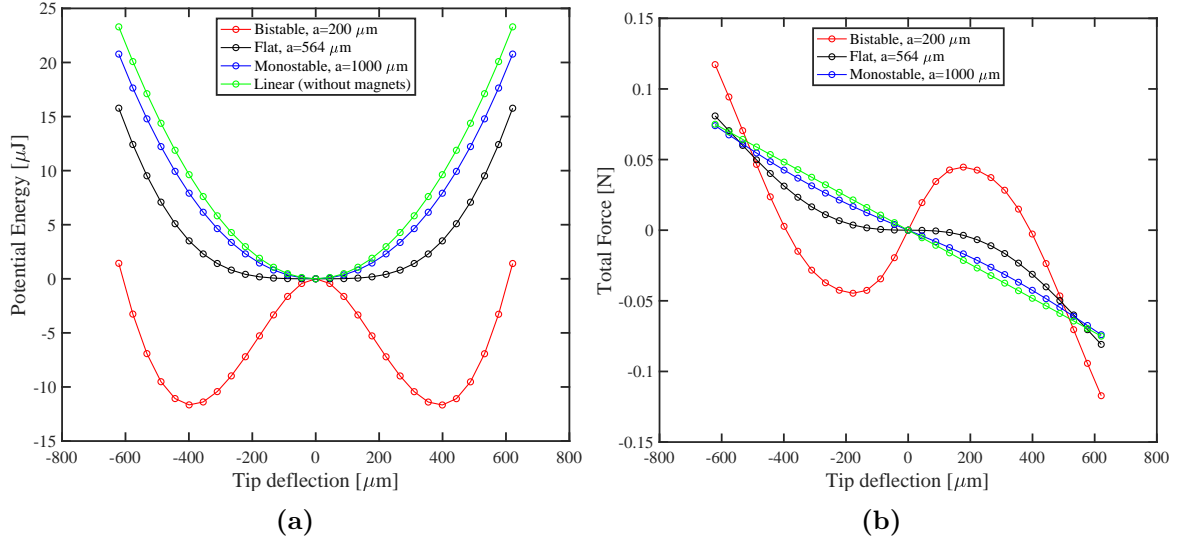 25
20
15
10
5
0
-5
-10
-15
Potential Energy [μJ]
Bistable, a=200 μm
Flat, a=564 μm
Monostable, a=1000 μm
Linear (without magnets)
-800 -600 -400 -200 0 200 400 600 800
Tip deflection [μm]
(a)
0.15
0.1
0.05
0
-0.05
-0.1
-0.15
Total Force [N]
Bistable, a=200 μm
Flat, a=564 μm
Monostable, a=1000 μm
-800 -600 -400 -200 0 200 400 600 800
Tip deflection [μm]
(b)